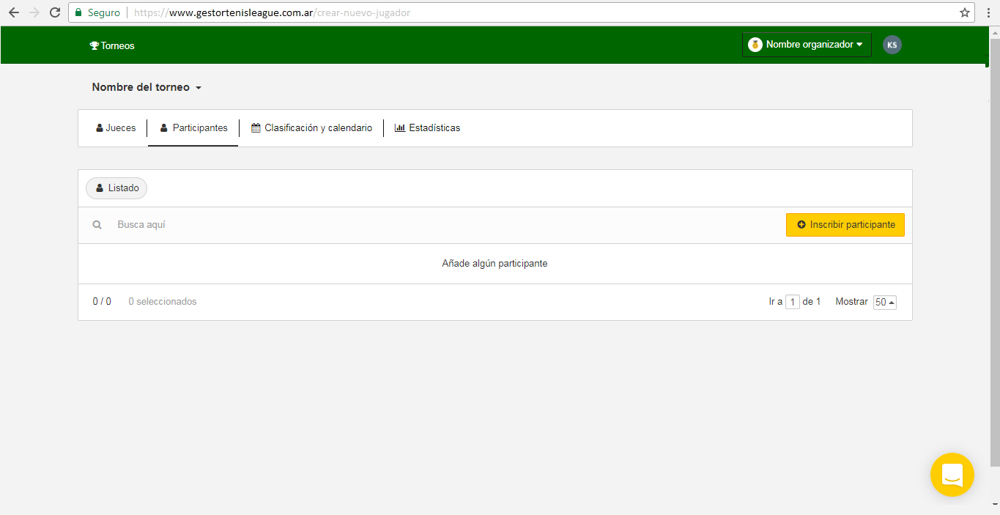 Seguro https://www.gestortenisleague.com.ar/crear-nuevo-jugador
Torneos Nombre organizador KS
Nombre del torneo
Jueces Participantes Clasificación y calendario Estadísticas
Listado
Busca aquí Inscribir participante
Añade algún participante
0 / 0 0 seleccionados Ir a 1 de 1 Mostrar 50